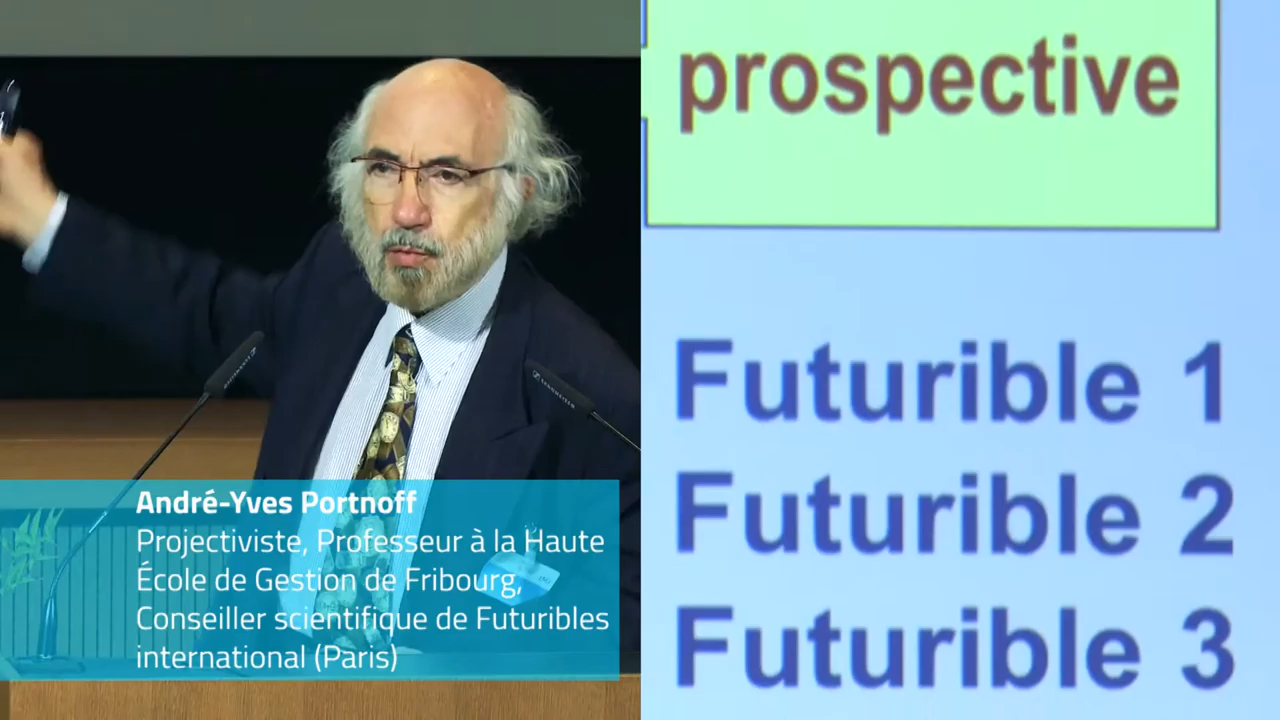 prospective
Futurible 1
Futurible 2
Futurible 3
André-Yves Portnoff
Projectiviste, Professeur à la Haute
École de Gestion de Fribourg,
Conseiller scientifique de Futuribles
international (Paris)